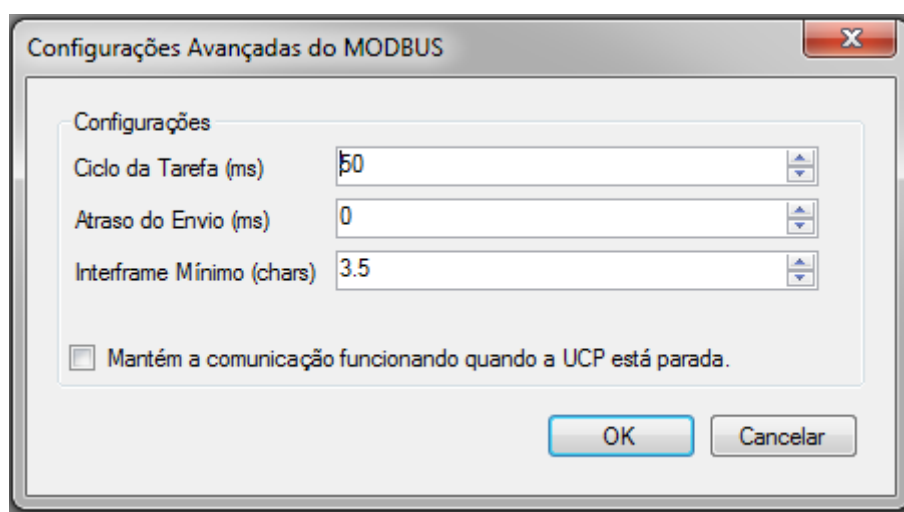 Configurações Avançadas do MODBUS
Configurações
Ciclo da Tarefa (ms) 50
Atraso do Envio (ms) 0
Interframe Mínimo (chars) 3.5
Mantém a comunicação funcionando quando a UCP está parada.
OK Cancelar